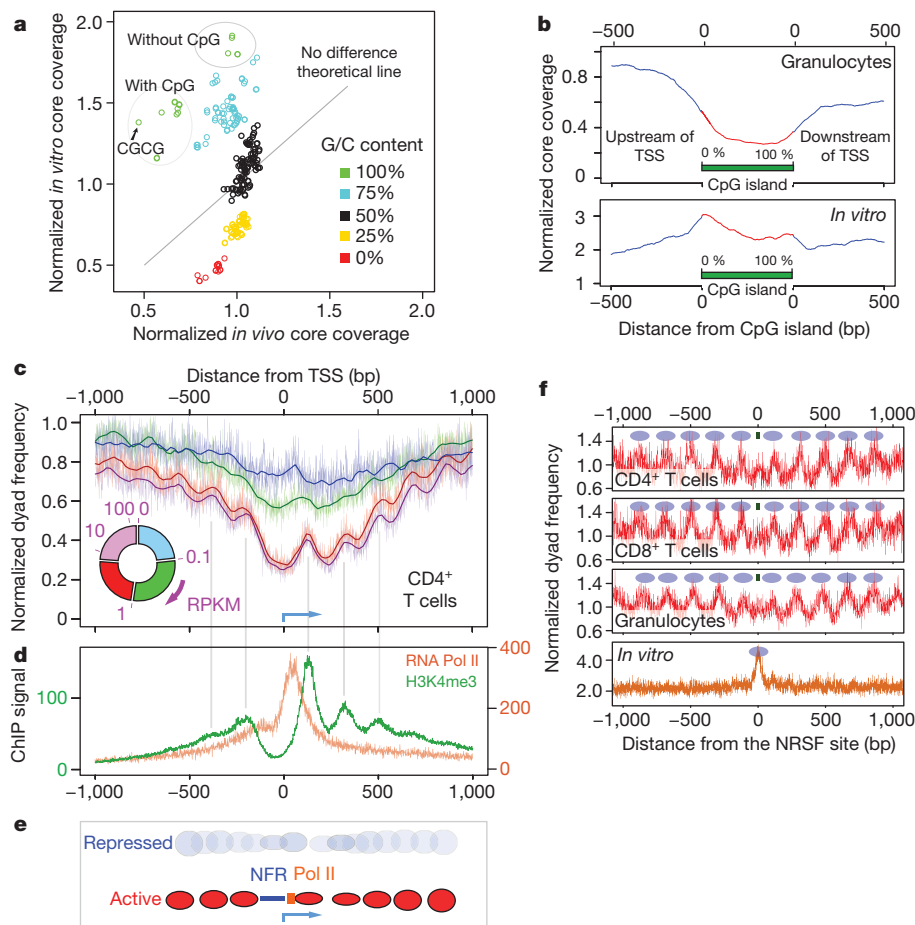 a
2.0
1.5
1.0
0.5
Normalized in vitro core coverage
Without CpG
With CpG
CGCG
No difference
theoretical line
G/C content
100%
75%
50%
25%
0%
0.5 1.0 1.5 2.0
Normalized in vivo core coverage
b
−500 0 0 500
Granulocytes
0.8
0.4
0
Upstream of
TSS
Downstream
of TSS
0 % 100 %
CpG island
Normalized core coverage
In vitro
3
2
1
0 % 100 %
CpG island
−500 0 0 500
Distance from CpG island (bp)
c
Distance from TSS (bp)
−1,000 −500 0 500 1,000
1.0
0.8
0.6
0.4
0.2
0
Normalized dyad frequency
100 0
10
0.1
1
RPKM
CD4+
T cells
d
ChIP signal
100
0
RNA Pol II
H3K4me3
400
200
0
−1,000 −500 0 500 1,000
e
Repressed
NFR Pol II
Active
f
−1,000 −500 0 500 1,000
1.4
1.0
0.6
CD4+ T cells
1.4
1.0
0.6
CD8+ T cells
1.4
1.0
0.6
Granulocytes
Normalized dyad frequency
In vitro
4.0
2.0
−1,000 −500 0 500 1,000
Distance from the NRSF site (bp)